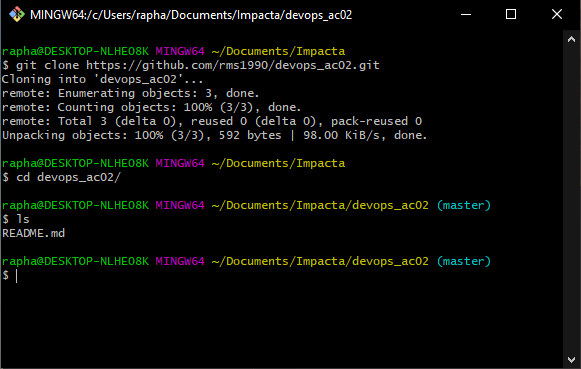 MINGW64:/c/Users/rapha/Documents/Impacta/devops_ac02
rapha@DESKTOP-NLHE08K MINGW64 ~/Documents/Impacta
$ git clone https://github.com/rms1990/devops_ac02.git
Cloning into 'devops_ac02'...
remote: Enumerating objects: 3, done.
remote: Counting objects: 100% (3/3), done.
remote: Total 3 (delta 0), reused 0 (delta 0), pack-reused 0
Unpacking objects: 100% (3/3), 592 bytes | 98.00 KiB/s, done.
rapha@DESKTOP-NLHE08K MINGW64 ~/Documents/Impacta
$ cd devops_ac02/
rapha@DESKTOP-NLHE08K MINGW64 ~/Documents/Impacta/devops_ac02 (master)
$ ls
README.md
rapha@DESKTOP-NLHE08K MINGW64 ~/Documents/Impacta/devops_ac02 (master)
$